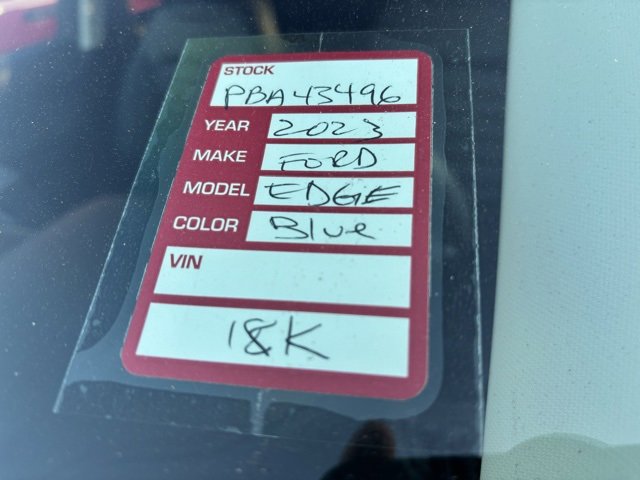 STOCK
PBA43496
YEAR 2023
MAKE FORD
MODEL EDGE
COLOR Blue
VIN
18K